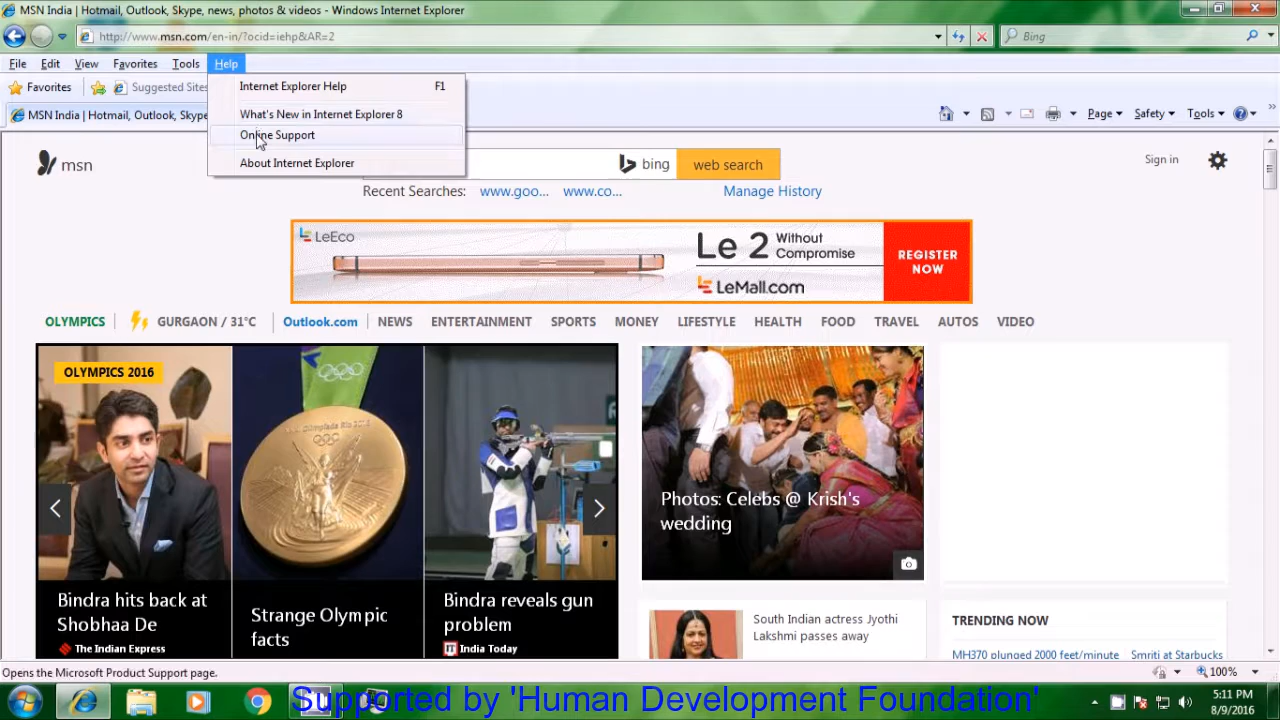 MSN India | Hotmail, Outlook, Skype, news, photos & videos - Windows Internet Explorer
http://www.msn.com/en-in/?ocid=iehp&AR=2
Bing
File Edit View Favorites Tools Help
Internet Explorer Help F1
What's New in Internet Explorer 8
Online Support
About Internet Explorer
Favorites Suggested Sites
MSN India | Hotmail, Outlook, Skype
Page Safety Tools
msn
bing
web search
Sign in
Recent Searches: www.goo... www.co... Manage History
LeEco
Le 2 Without Compromise
LeMall.com
REGISTER NOW
OLYMPICS GURGAON / 31°C Outlook.com NEWS ENTERTAINMENT SPORTS MONEY LIFESTYLE HEALTH FOOD TRAVEL AUTOS VIDEO
OLYMPICS 2016
Bindra hits back at
Shobhaa De
The Indian Express
Strange Olympic
facts
Bindra reveals gun
problem
India Today
Photos: Celebs @ Krish's
wedding
South Indian actress Jyothi
Lakshmi passes away
TRENDING NOW
MH370 plunged 2000 feet/minute Smriti at Starbucks
Opens the Microsoft Product Support page.
100%
Supported by 'Human Development Foundation'
5:11 PM
8/9/2016